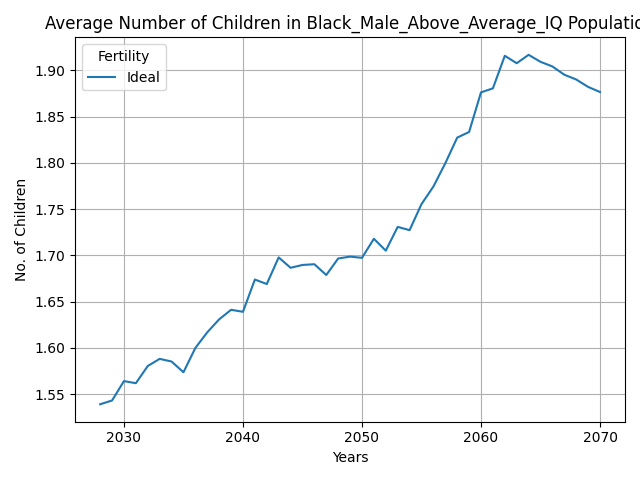 Average Number of Children in Black_Male_Above_Average_IQ Populatio
Fertility
Ideal
No. of Children
1.90
1.85
1.80
1.75
1.70
1.65
1.60
1.55
2030 2040 2050 2060 2070
Years